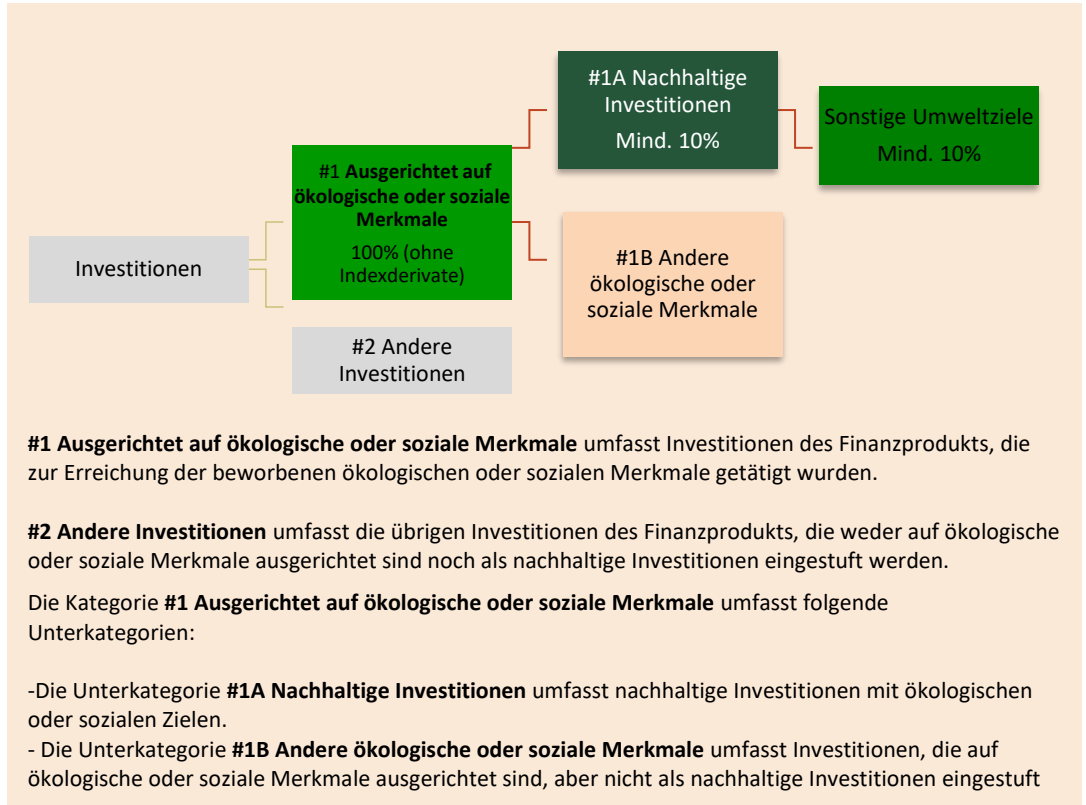 #1A Nachhaltige
Investitionen
Mind. 10%
Sonstige Umweltziele
Mind. 10%
#1 Ausgerichtet auf
ökologische oder soziale
Merkmale
100% (ohne
Indexderivate)
Investitionen
#1B Andere
ökologische oder
soziale Merkmale
#2 Andere
Investitionen
#1 Ausgerichtet auf ökologische oder soziale Merkmale umfasst Investitionen des Finanzprodukts, die
zur Erreichung der beworbenen ökologischen oder sozialen Merkmale getätigt wurden.
#2 Andere Investitionen umfasst die übrigen Investitionen des Finanzprodukts, die weder auf ökologische
oder soziale Merkmale ausgerichtet sind noch als nachhaltige Investitionen eingestuft werden.
Die Kategorie #1 Ausgerichtet auf ökologische oder soziale Merkmale umfasst folgende
Unterkategorien:
-Die Unterkategorie #1A Nachhaltige Investitionen umfasst nachhaltige Investitionen mit ökologischen
oder sozialen Zielen.
- Die Unterkategorie #1B Andere ökologische oder soziale Merkmale umfasst Investitionen, die auf
ökologische oder soziale Merkmale ausgerichtet sind, aber nicht als nachhaltige Investitionen eingestuft